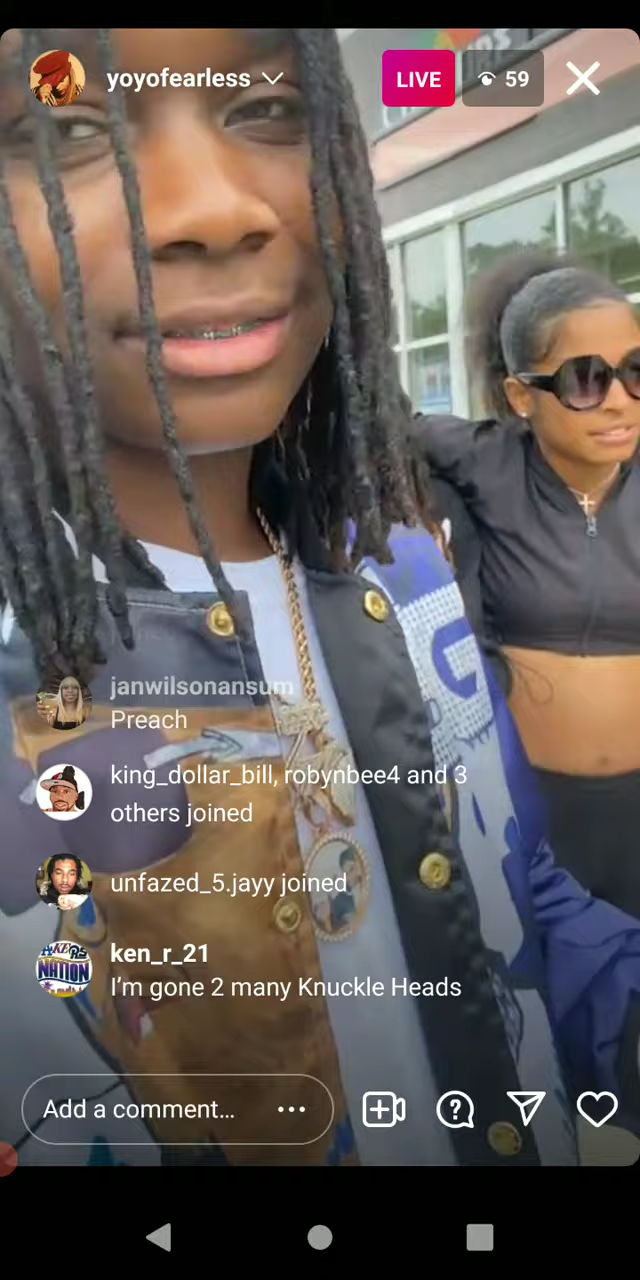 yoyofearless
LIVE
59
G
janwilsonansum
Preach
king_dollar_bill, robynbee4 and 3
others joined
unfazed_5.jayy joined
NATION
ken_r_21
I’m gone 2 many Knuckle Heads
Add a comment...